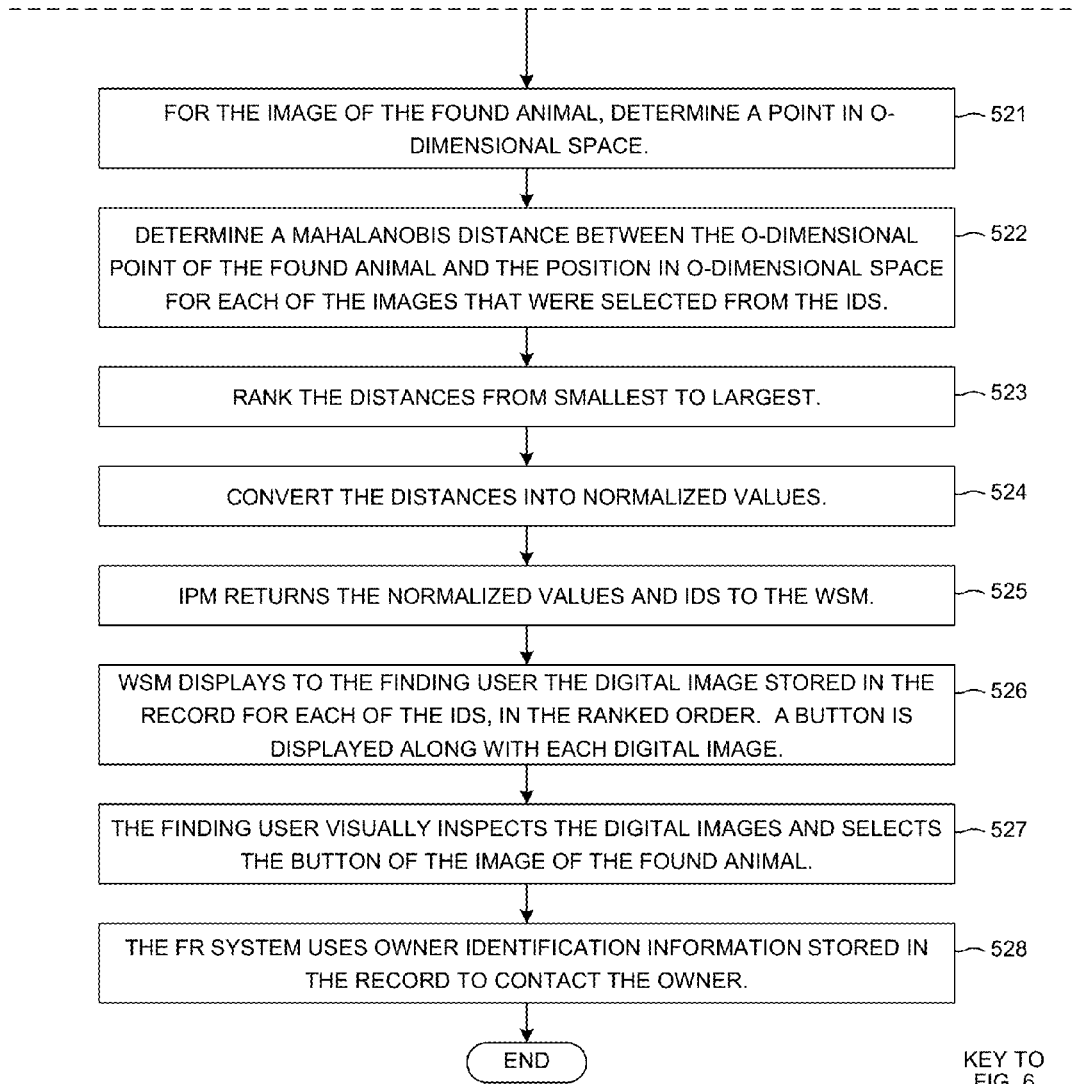 FOR THE IMAGE OF THE FOUND ANIMAL, DETERMINE A POINT IN O-
DIMENSIONAL SPACE.
521
DETERMINE A MAHALANOBIS DISTANCE BETWEEN THE O-DIMENSIONAL
POINT OF THE FOUND ANIMAL AND THE POSITION IN O-DIMENSIONAL SPACE
FOR EACH OF THE IMAGES THAT WERE SELECTED FROM THE IDS.
522
RANK THE DISTANCES FROM SMALLEST TO LARGEST.
523
CONVERT THE DISTANCES INTO NORMALIZED VALUES.
524
IPM RETURNS THE NORMALIZED VALUES AND IDS TO THE WSM.
525
WSM DISPLAYS TO THE FINDING USER THE DIGITAL IMAGE STORED IN THE
RECORD FOR EACH OF THE IDS, IN THE RANKED ORDER. A BUTTON IS
DISPLAYED ALONG WITH EACH DIGITAL IMAGE.
526
THE FINDING USER VISUALLY INSPECTS THE DIGITAL IMAGES AND SELECTS
THE BUTTON OF THE IMAGE OF THE FOUND ANIMAL.
527
THE FR SYSTEM USES OWNER IDENTIFICATION INFORMATION STORED IN
THE RECORD TO CONTACT THE OWNER.
528
END
KEY TO
FIG. 6